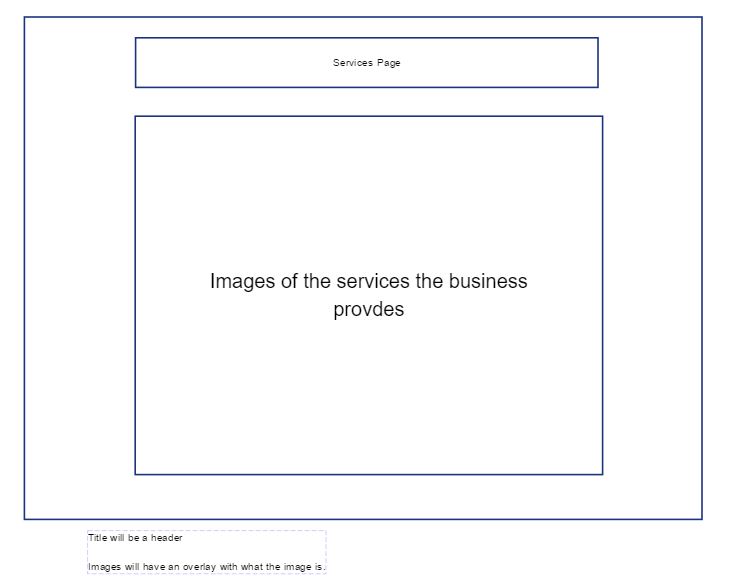 Services Page
Images of the services the business
provdes
Title will be a header
Images will have an overlay with what the image is.